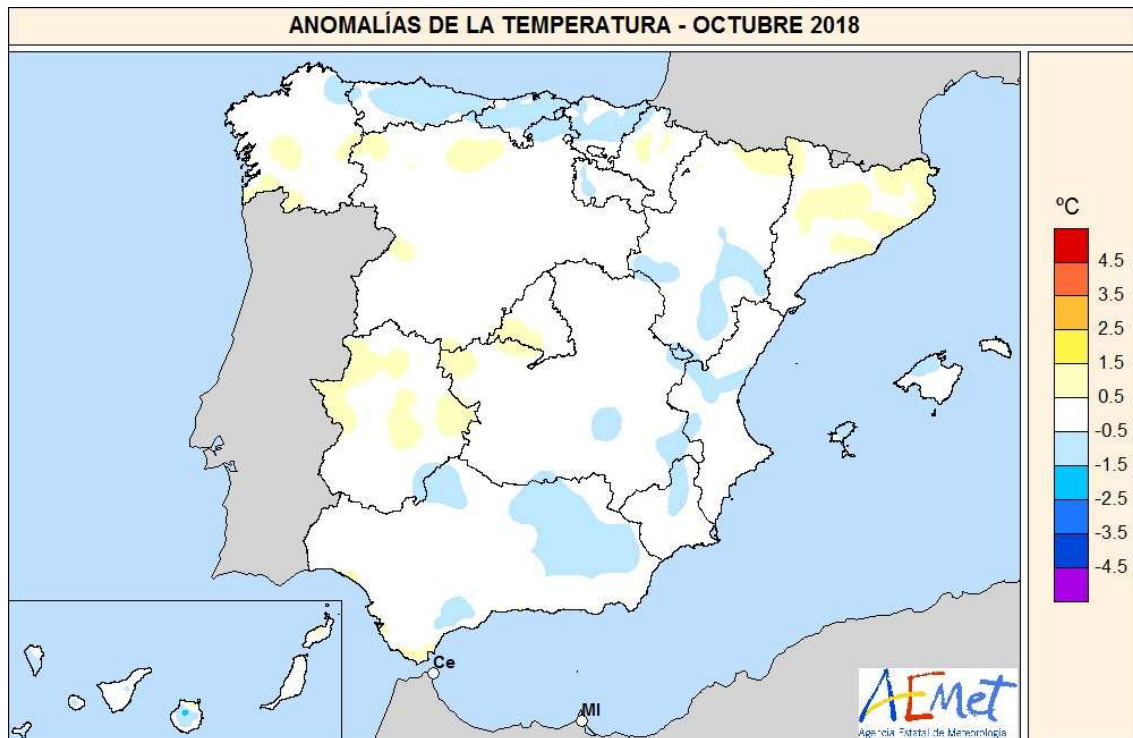 ANOMALÍAS DE LA TEMPERATURA - OCTUBRE 2018
ºC
4.5
3.5
2.5
1.5
0.5
-0.5
-1.5
-2.5
-3.5
-4.5
Ce
Ml
AEMet
Agencia Estatal de Meteorología